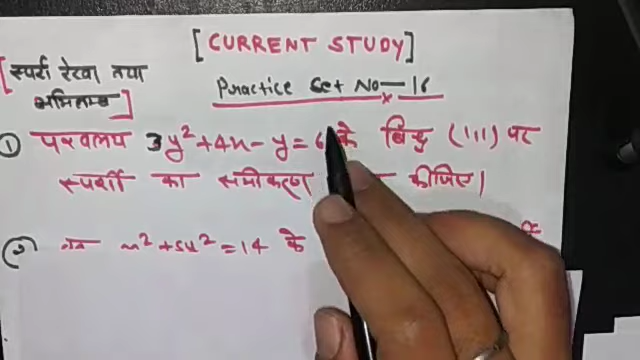 [CURRENT STUDY]
[स्पर्श रेखा तथा
अभिलम्ब]
Practice Set No— 16
① परवलय 3y²+4x-y=6 के बिन्दु (1,1) पर
स्पर्शी का समीकरण कीजिए।
② x²+5y²=14 के